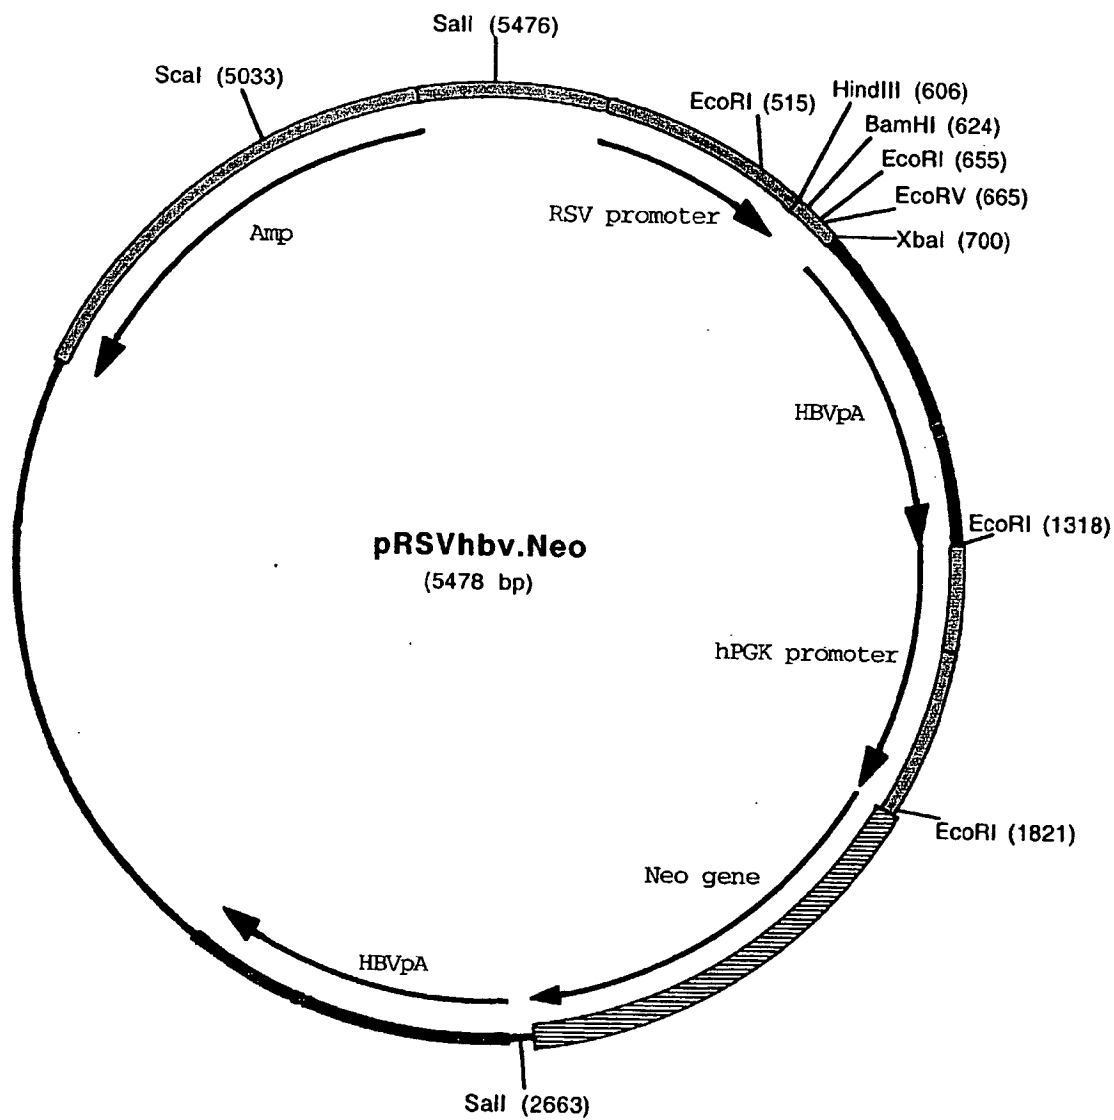 SalI (5476)
ScaI (5033)
EcoRI (515)
HindIII (606)
BamHI (624)
EcoRI (655)
EcoRV (665)
XbaI (700)
RSV promoter
Amp
HBVpA
EcoRI (1318)
pRSVhbv.Neo
(5478 bp)
hPGK promoter
EcoRI (1821)
Neo gene
HBVpA
SalI (2663)